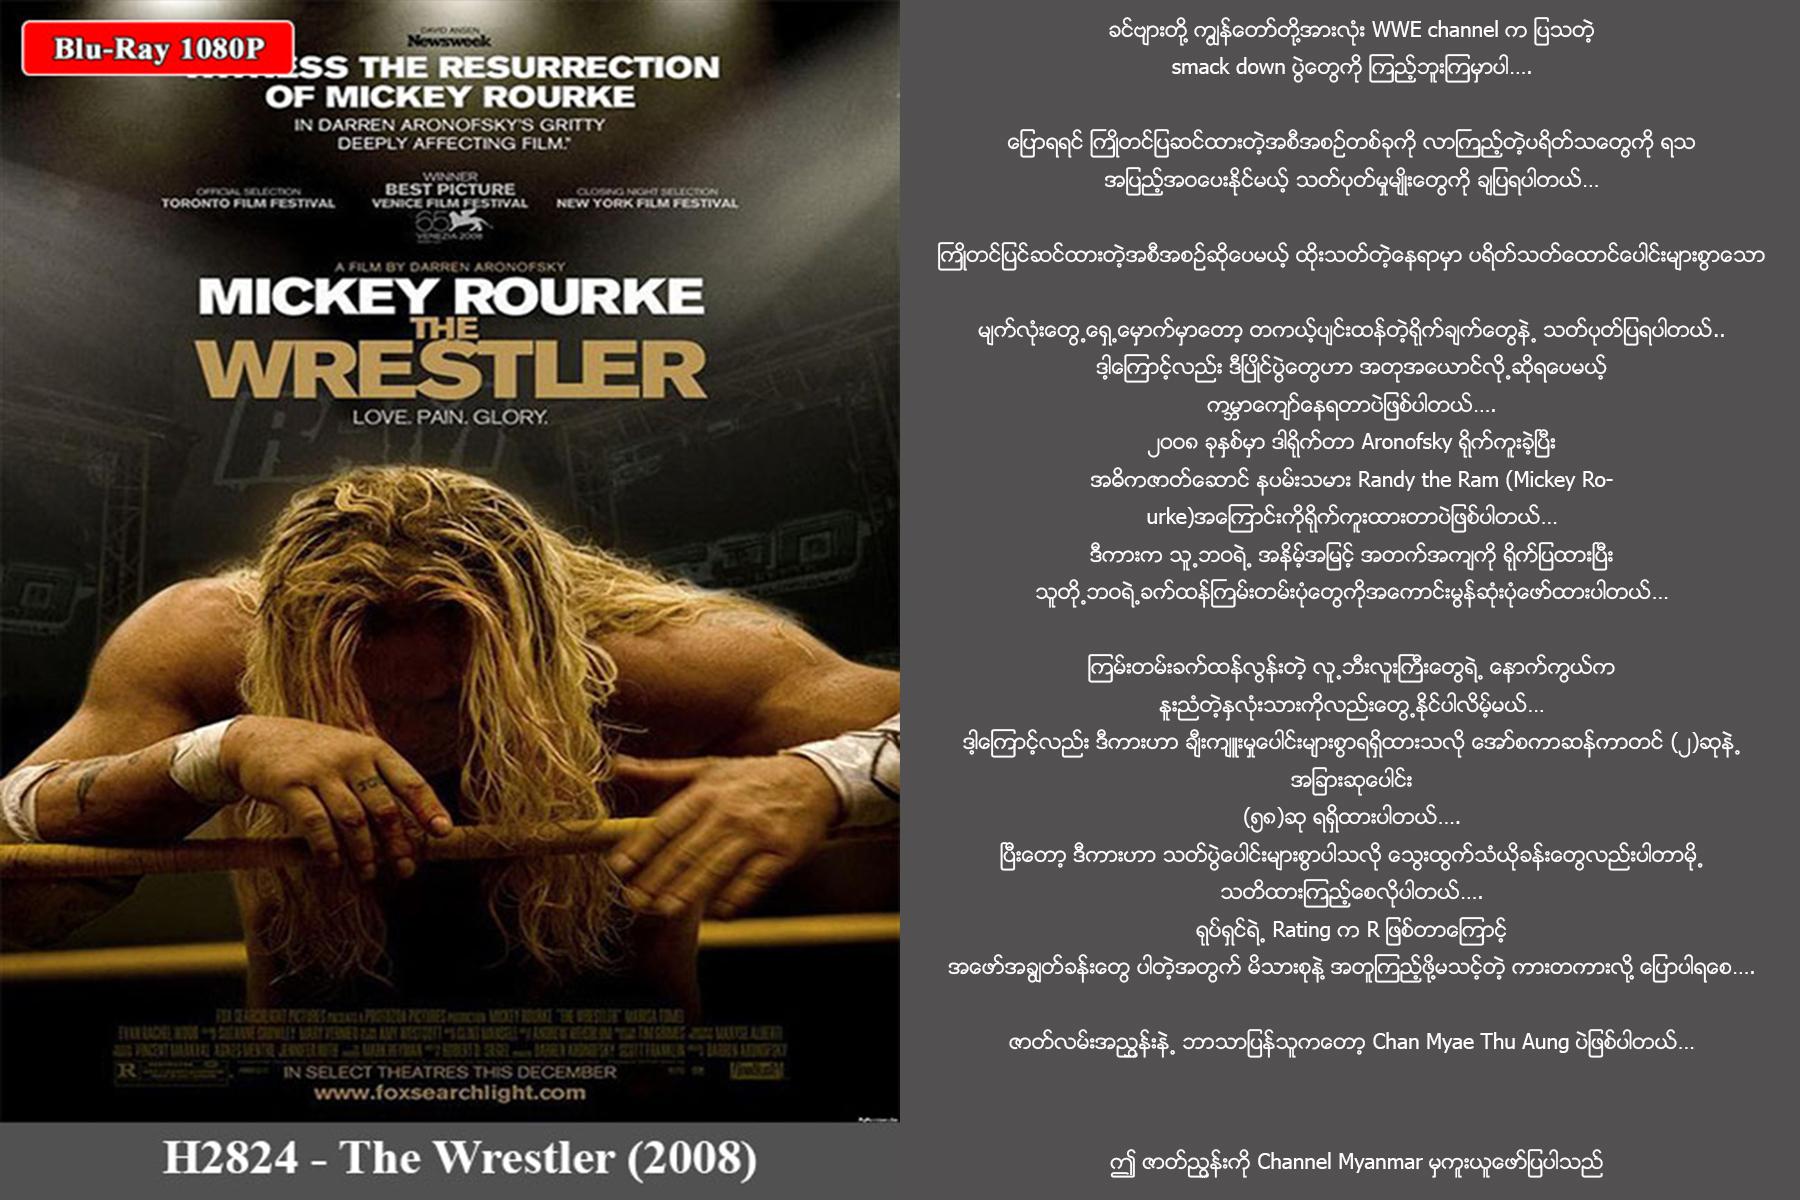 Blu-Ray 1080P
DAVID ANSEN
Newsweek
THE RESURRECTION
OF MICKEY ROURKE
IN DARREN ARONOFSKY'S GRITTY
DEEPLY AFFECTING FILM."
OFFICIAL SELECTION
TORONTO FILM FESTIVAL
WINNER
BEST PICTURE
VENICE FILM FESTIVAL
65
VENEZIA 2008
CLOSING NIGHT SELECTION
NEW YORK FILM FESTIVAL
A FILM BY DARREN ARONOFSKY
MICKEY ROURKE
THE
WRESTLER
LOVE. PAIN. GLORY.
IN SELECT THEATRES THIS DECEMBER
www.foxsearchlight.com
H2824 - The Wrestler (2008)
ခင်ဗျားတို့ ကျွန်တော်တို့အားလုံး WWE channel က ပြသတဲ့
smack down ပွဲတွေကို ကြည့်ဘူးကြမှာပါ....
ပြောရရင် ကြိုတင်ပြဆင်ထားတဲ့အစီအစဉ်တစ်ခုကို လာကြည့်တဲ့ပရိတ်သတွေကို ရသ
အပြည့်အဝပေးနိုင်မယ့် သတ်ပုတ်မှုမျိုးတွေကို ချပြရပါတယ်...
ကြိုတင်ပြင်ဆင်ထားတဲ့အစီအစဉ်ဆိုပေမယ့် ထိုးသတ်တဲ့နေရာမှာ ပရိတ်သတ်ထောင်ပေါင်းများစွာသော
မျက်လုံးတွေ့ရှေ့မှောက်မှာတော့ တကယ့်ပျင်းထန်တဲ့ရိုက်ချက်တွေနဲ့ သတ်ပုတ်ပြရပါတယ်..
ဒါ့ကြောင့်လည်း ဒီပြိုင်ပွဲတွေဟာ အတုအယောင်လို့ဆိုရပေမယ့်
ကမ္ဘာကျော်နေရတာပဲဖြစ်ပါတယ်....
၂၀၀၈ ခုနှစ်မှာ ဒါရိုက်တာ Aronofsky ရိုက်ကူးခဲ့ပြီး
အဓိကဇာတ်ဆောင် နပမ်းသမား Randy the Ram (Mickey Ro-
urke)အကြောင်းကိုရိုက်ကူးထားတာပဲဖြစ်ပါတယ်...
ဒီကားက သူ့ဘဝရဲ့ အနိမ့်အမြင့် အတက်အကျကို ရိုက်ပြထားပြီး
သူတို့ဘဝရဲ့ခက်ထန်ကြမ်းတမ်းပုံတွေကိုအကောင်းမွန်ဆုံးပုံဖော်ထားပါတယ်...
ကြမ်းတမ်းခက်ထန်လွန်းတဲ့ လူ့ဘီးလူးကြီးတွေရဲ့ နောက်ကွယ်က
နူးညံတဲ့နှလုံးသားကိုလည်းတွေ့နိုင်ပါလိမ့်မယ်...
ဒါ့ကြောင့်လည်း ဒီကားဟာ ချီးကျူးမှုပေါင်းများစွာရရှိထားသလို အော်စကာဆန်ကာတင် (၂)ဆုနဲ့
အခြားဆုပေါင်း
(၅၈)ဆု ရရှိထားပါတယ်....
ပြီးတော့ ဒီကားဟာ သတ်ပွဲပေါင်းများစွာပါသလို သွေးထွက်သံယိုခန်းတွေလည်းပါတာမို့
သတိထားကြည့်စေလိုပါတယ်....
ရုပ်ရှင်ရဲ့ Rating က R ဖြစ်တာကြောင့်
အဖော်အချွတ်ခန်းတွေ ပါတဲ့အတွက် မိသားစုနဲ့ အတူကြည့်ဖို့မသင့်တဲ့ ကားတကားလို့ ပြောပါရစေ....
ဇာတ်လမ်းအညွှန်းနဲ့ ဘာသာပြန်သူကတော့ Chan Myae Thu Aung ပဲဖြစ်ပါတယ်...
ဤ ဇာတ်ညွှန်းကို Channel Myanmar မှကူးယူဖော်ပြပါသည်